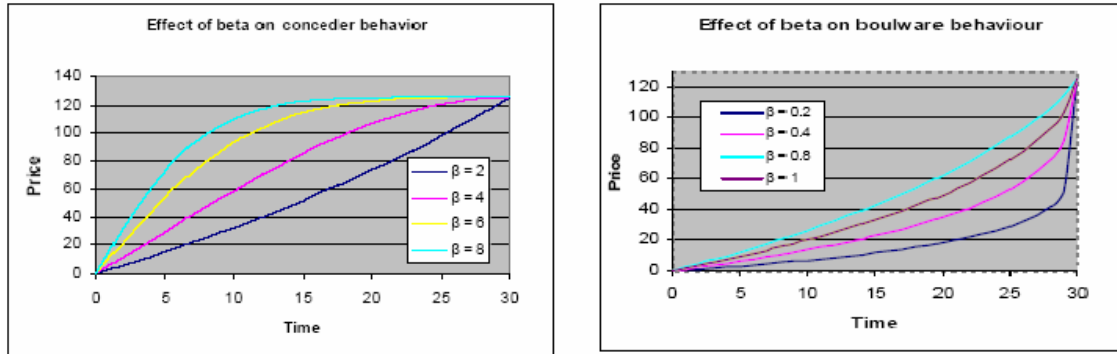 Effect of beta on conceder behavior
140
120
100
80
60
40
20
0
Price
β = 2
β = 4
β = 6
β = 8
0 5 10 15 20 25 30
Time
Effect of beta on boulware behaviour
120
100
80
60
40
20
0
Price
β = 0.2
β = 0.4
β = 0.8
β = 1
0 5 10 15 20 25 30
Time